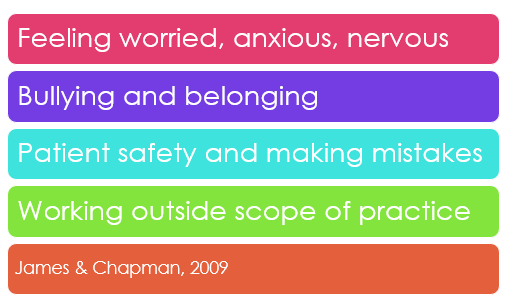 Feeling worried, anxious, nervous
Bullying and belonging
Patient safety and making mistakes
Working outside scope of practice
James & Chapman, 2009